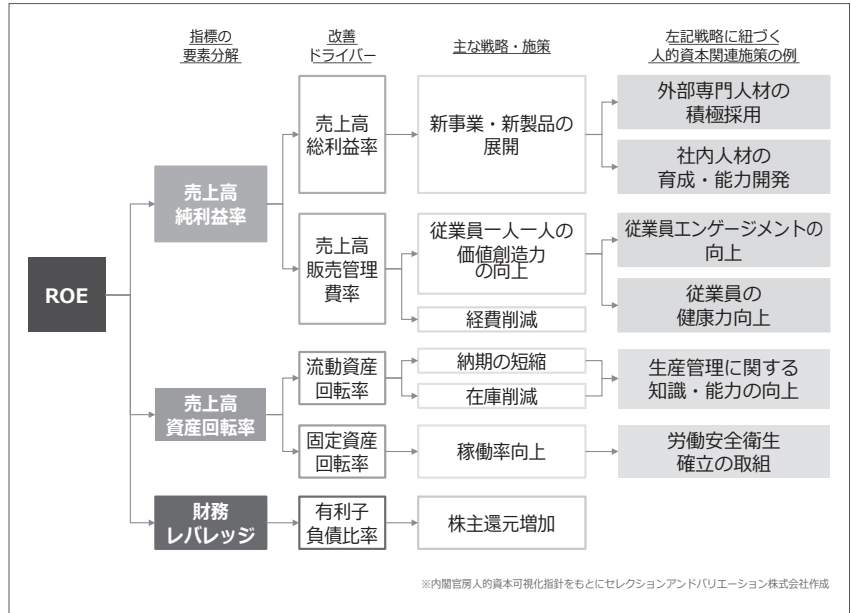 指標の
要素分解
改善
ドライバー
主な戦略・施策
左記戦略に紐づく
人的資本関連施策の例
ROE
売上高
純利益率
売上高
総利益率
新事業・新製品の
展開
外部専門人材の
積極採用
社内人材の
育成・能力開発
売上高
販売管理
費率
従業員一人一人の
価値創造力
の向上
従業員エンゲージメントの
向上
従業員の
健康力向上
経費削減
売上高
資産回転率
流動資産
回転率
納期の短縮
在庫削減
生産管理に関する
知識・能力の向上
固定資産
回転率
稼働率向上
労働安全衛生
確立の取組
財務
レバレッジ
有利子
負債比率
株主還元増加
※内閣官房人的資本可視化指針をもとにセレクションアンドバリエーション株式会社作成